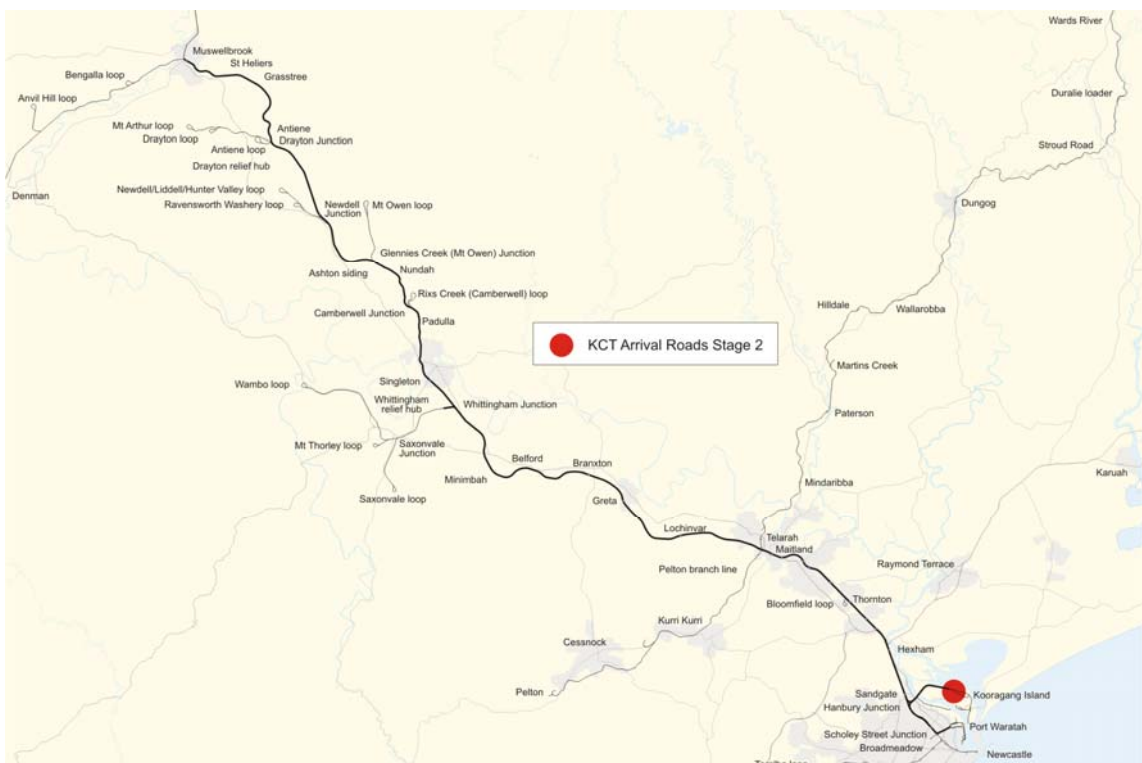 Wards River
Muswellbrook
St Heliers
Bengalla loop
Grasstree
Duralie loader
Anvil Hill loop
Mt Arthur loop
Antiene
Drayton loop
Drayton Junction
Stroud Road
Antiene loop
Drayton relief hub
Denman
Newdell/Liddell/Hunter Valley loop
Ravensworth Washery loop
Newdell
Junction
Mt Owen loop
Dungog
Glennies Creek (Mt Owen) Junction
Ashton siding
Nundah
Rixs Creek (Camberwell) loop
Hilldale
Wallarobba
Camberwell Junction
Padulla
KCT Arrival Roads Stage 2
Martins Creek
Wambo loop
Singleton
Whittingham
relief hub
Whittingham Junction
Paterson
Mt Thorley loop
Saxonvale
Junction
Belford
Branxton
Karuah
Minimbah
Mindaribba
Saxonvale loop
Greta
Lochinvar
Telarah
Maitland
Pelton branch line
Raymond Terrace
Bloomfield loop
Thornton
Kurri Kurri
Cessnock
Hexham
Pelton
Sandgate
Kooragang Island
Hanbury Junction
Port Waratah
Scholey Street Junction
Broadmeadow
Newcastle